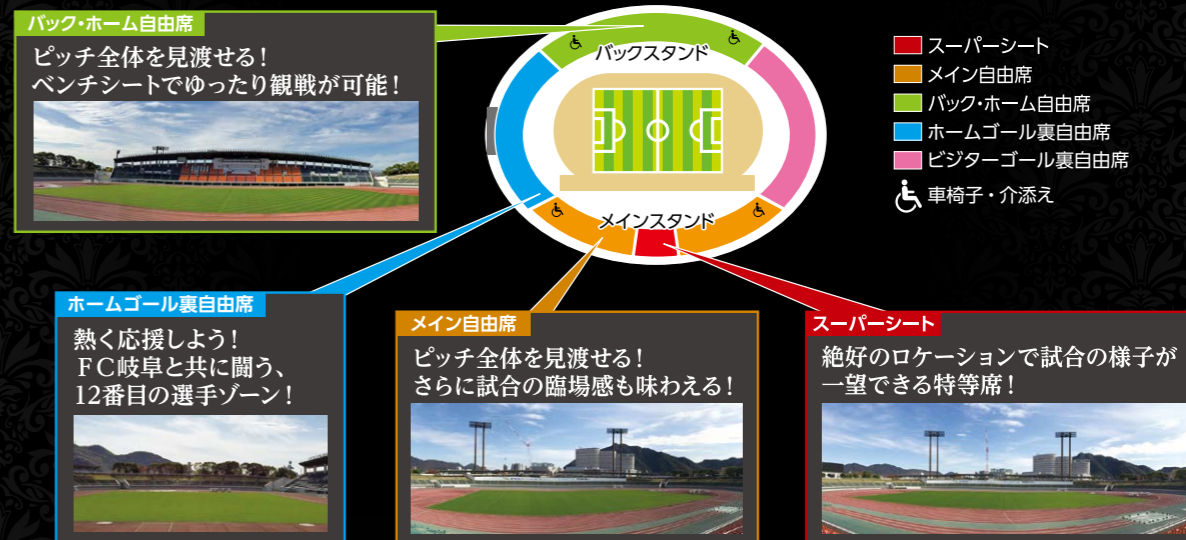 バック・ホーム自由席
ピッチ全体を見渡せる！
ベンチシートでゆったり観戦が可能！
バックスタンド
メインスタンド
スーパーシート
メイン自由席
バック・ホーム自由席
ホームゴール裏自由席
ビジターゴール裏自由席
車椅子・介添え
ホームゴール裏自由席
熱く応援しよう！
ＦＣ岐阜と共に闘う、
12番目の選手ゾーン！
メイン自由席
ピッチ全体を見渡せる！
さらに試合の臨場感も味わえる！
スーパーシート
絶好のロケーションで試合の様子が
一望できる特等席！